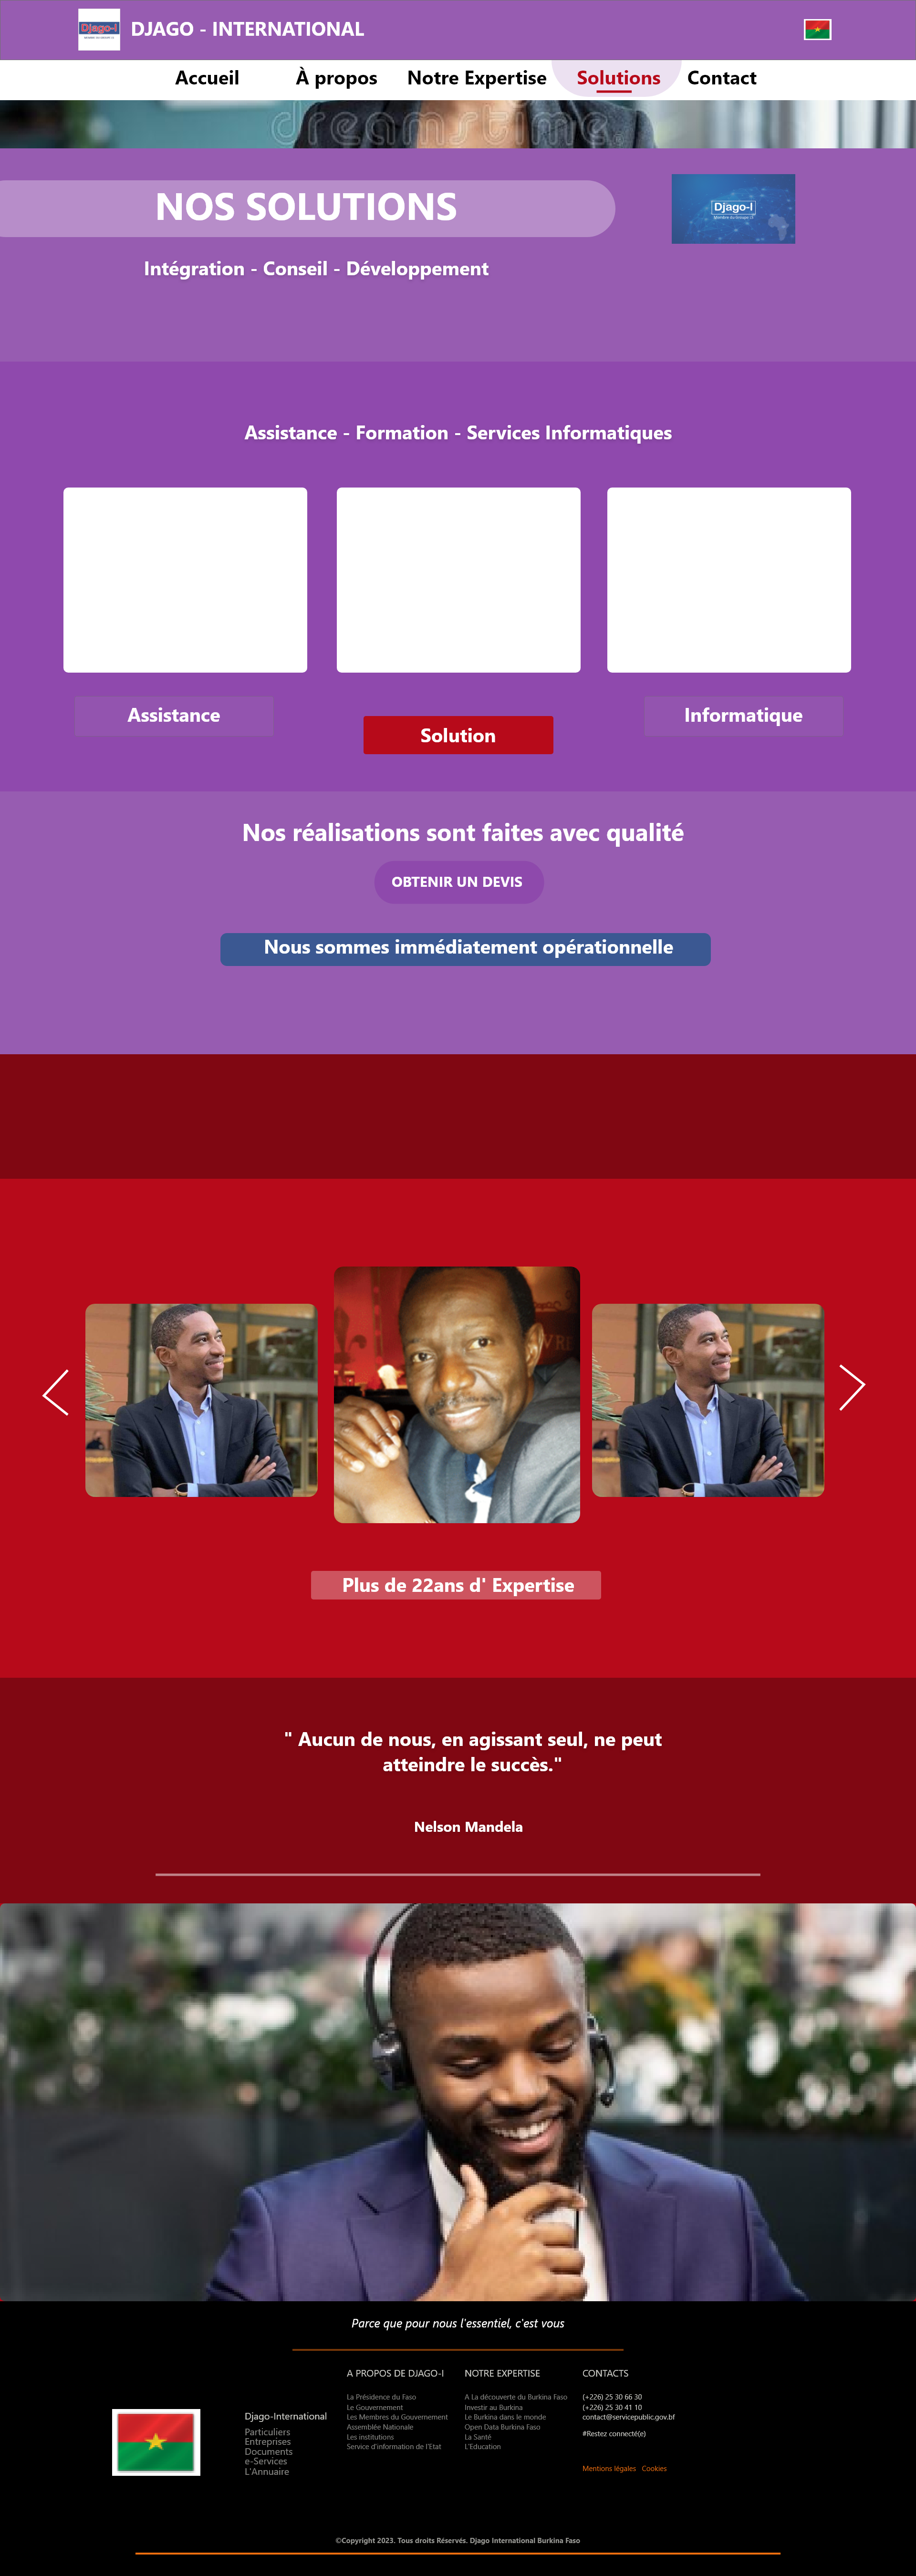 Djago-I
DJAGO - INTERNATIONAL
Accueil
À propos
Notre Expertise
Solutions
Contact
dreamstime
NOS SOLUTIONS
Djago-I
Membre du Groupe
Intégration - Conseil - Développement
Assistance - Formation - Services Informatiques
Assistance
Solution
Informatique
Nos réalisations sont faites avec qualité
OBTENIR UN DEVIS
Nous sommes immédiatement opérationnelle
VRE
Plus de 22ans d' Expertise
" Aucun de nous, en agissant seul, ne peut
atteindre le succès."
Nelson Mandela
Parce que pour nous l'essentiel, c'est vous
Djago-International
Particuliers
Entreprises
Documents
e-Services
L'Annuaire
A PROPOS DE DJAGO-I
La Présidence du Faso
Le Gouvernement
Les Membres du Gouvernement
Assemblée Nationale
Les institutions
Service d'information de l'Etat
NOTRE EXPERTISE
A La découverte du Burkina Faso
Investir au Burkina
Le Burkina dans le monde
Open Data Burkina Faso
La Santé
L'Education
CONTACTS
(+226) 25 30 66 30
(+226) 25 30 41 10
contact@servicepublic.gov.bf
#Restez connecté(e)
Mentions légales Cookies
©Copyright 2023. Tous droits Réservés. Djago International Burkina Faso